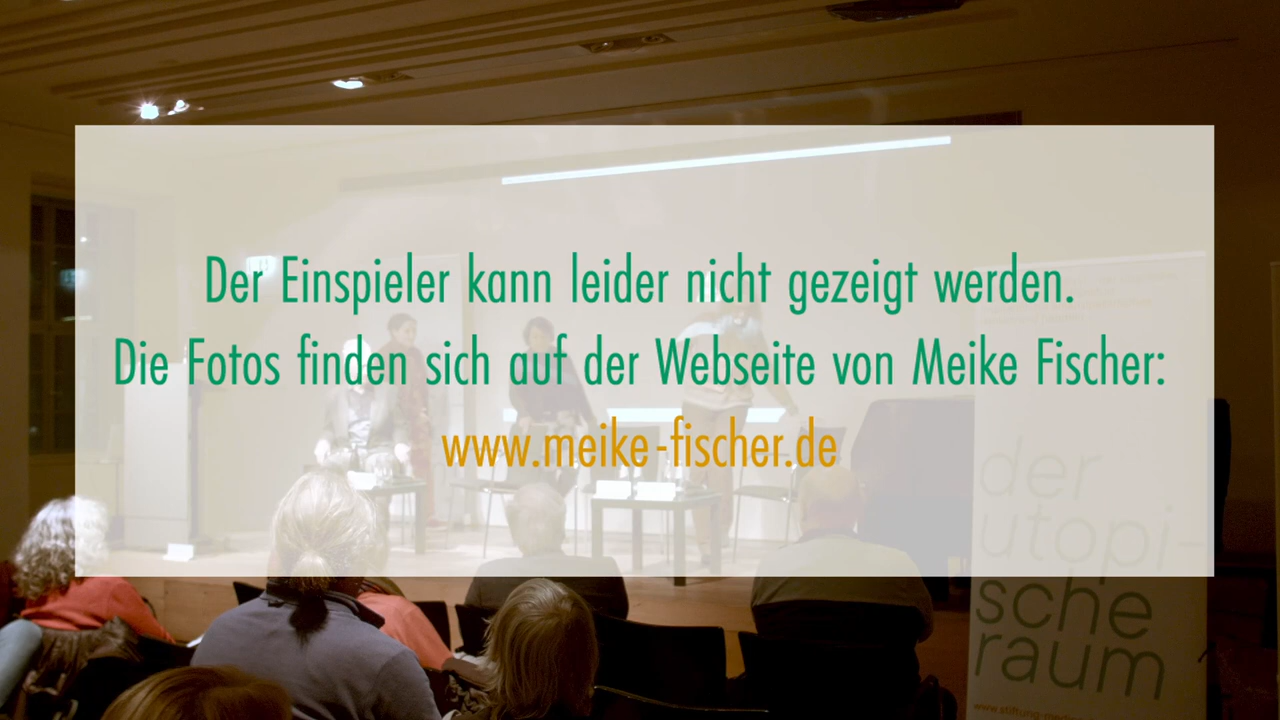 Der Einspieler kann leider nicht gezeigt werden.
Die Fotos finden sich auf der Webseite von Meike Fischer:
www.meike-fischer.de
der
utopi-
sche
raum